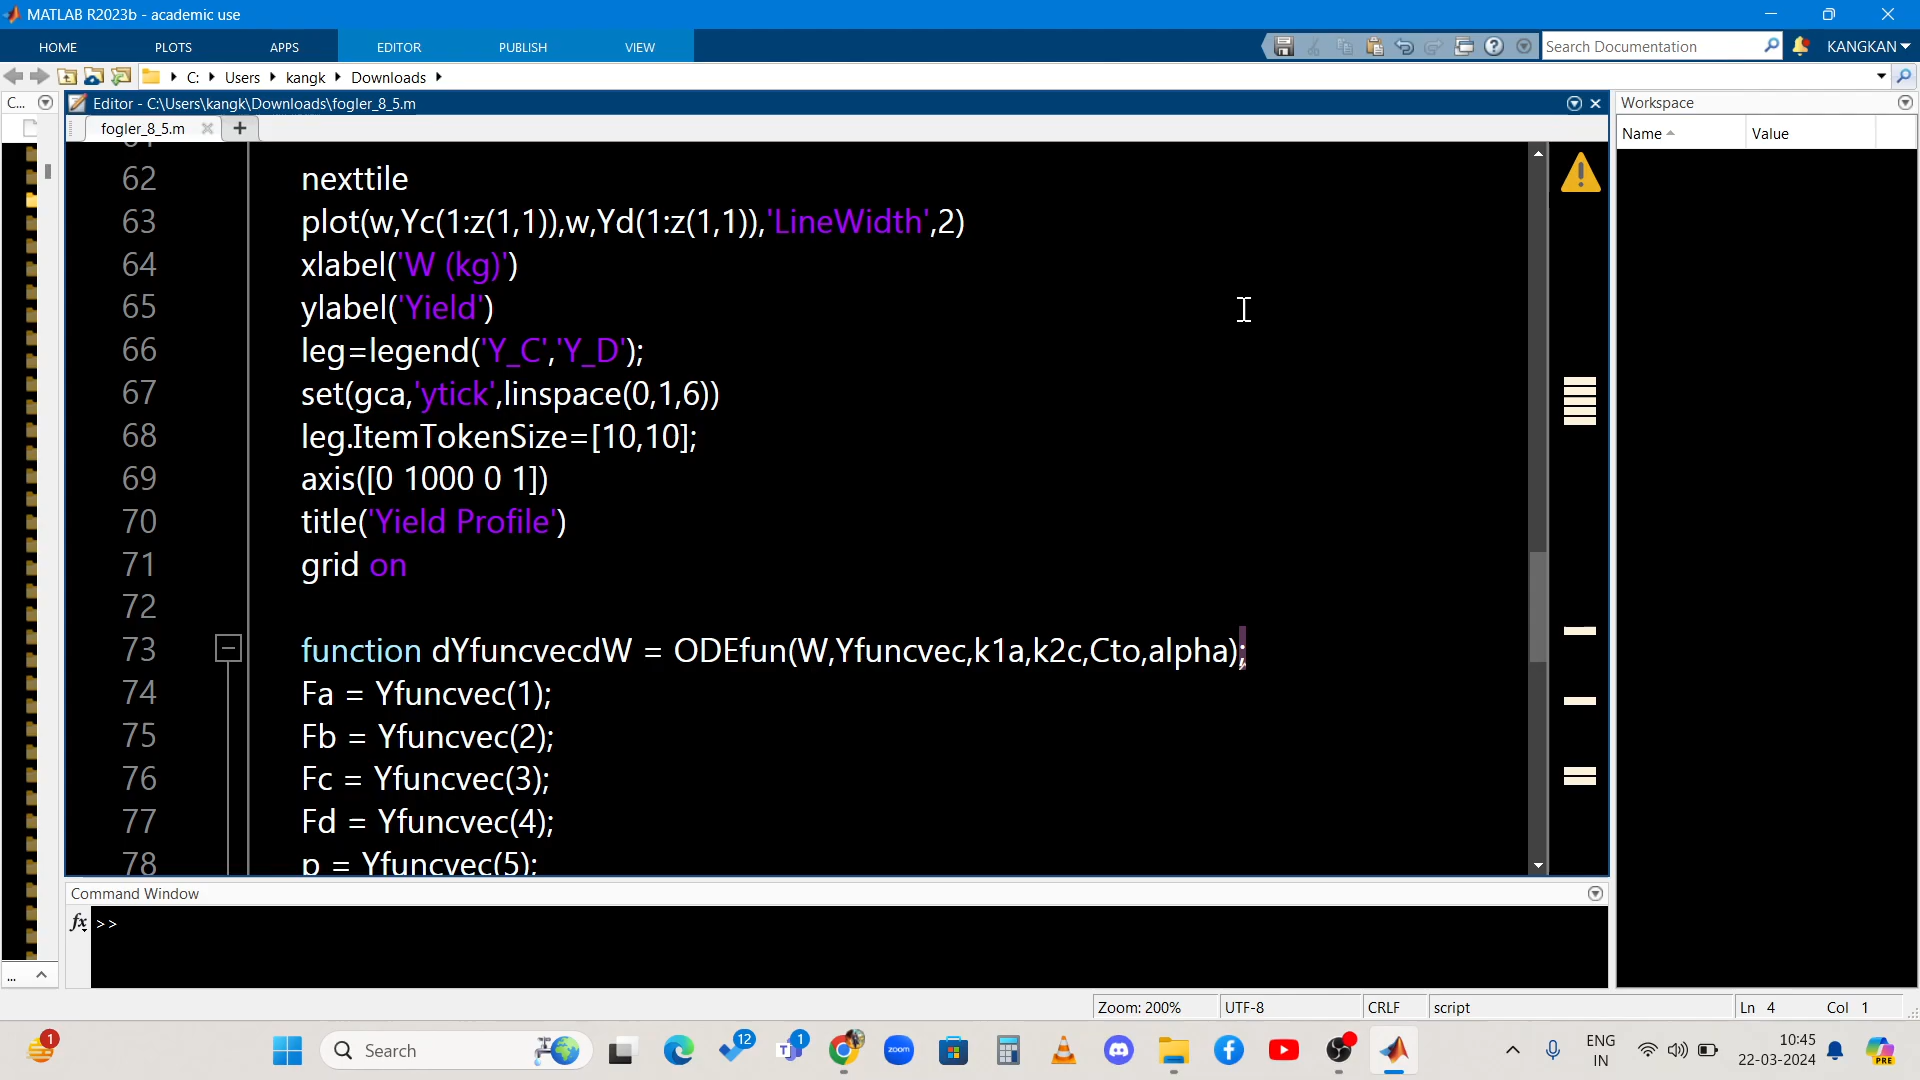 MATLAB R2023b - academic use
HOME PLOTS APPS EDITOR PUBLISH VIEW
Search Documentation
KANGKAN
C: Users kangk Downloads
C...
Editor - C:\Users\kangk\Downloads\fogler_8_5.m
Workspace
fogler_8_5.m
Name Value
62 nexttile
63 plot(w,Yc(1:z(1,1)),w,Yd(1:z(1,1)),'LineWidth',2)
64 xlabel('W (kg)')
65 ylabel('Yield')
66 leg=legend('Y_C','Y_D');
67 set(gca,'ytick',linspace(0,1,6))
68 leg.ItemTokenSize=[10,10];
69 axis([0 1000 0 1])
70 title('Yield Profile')
71 grid on
72
73 function dYfuncvecdW = ODEfun(W,Yfuncvec,k1a,k2c,Cto,alpha);
74 Fa = Yfuncvec(1);
75 Fb = Yfuncvec(2);
76 Fc = Yfuncvec(3);
77 Fd = Yfuncvec(4);
78 p = Yfuncvec(5);
Command Window
fx >>
...
Zoom: 200% UTF-8 CRLF script Ln 4 Col 1
1
Search
12
1
zoom
ENG
IN
10:45
22-03-2024
PRE